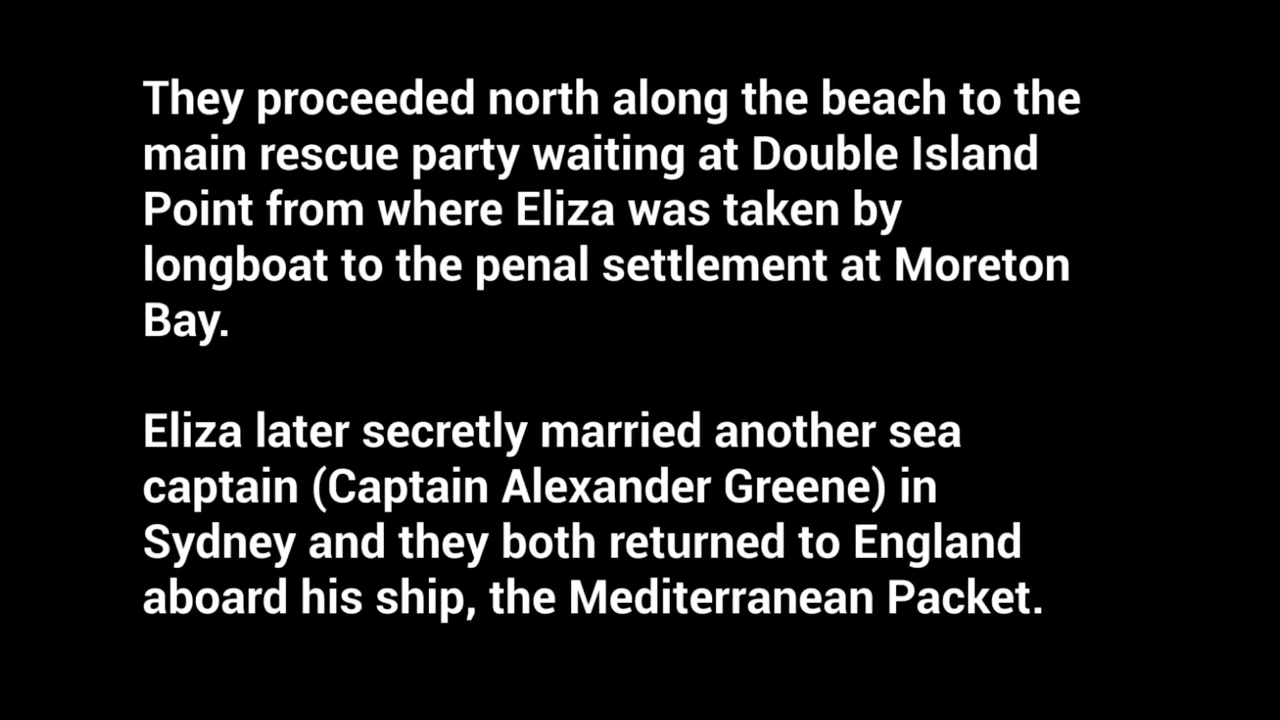 They proceeded north along the beach to the
main rescue party waiting at Double Island
Point from where Eliza was taken by
longboat to the penal settlement at Moreton
Bay.
Eliza later secretly married another sea
captain (Captain Alexander Greene) in
Sydney and they both returned to England
aboard his ship, the Mediterranean Packet.